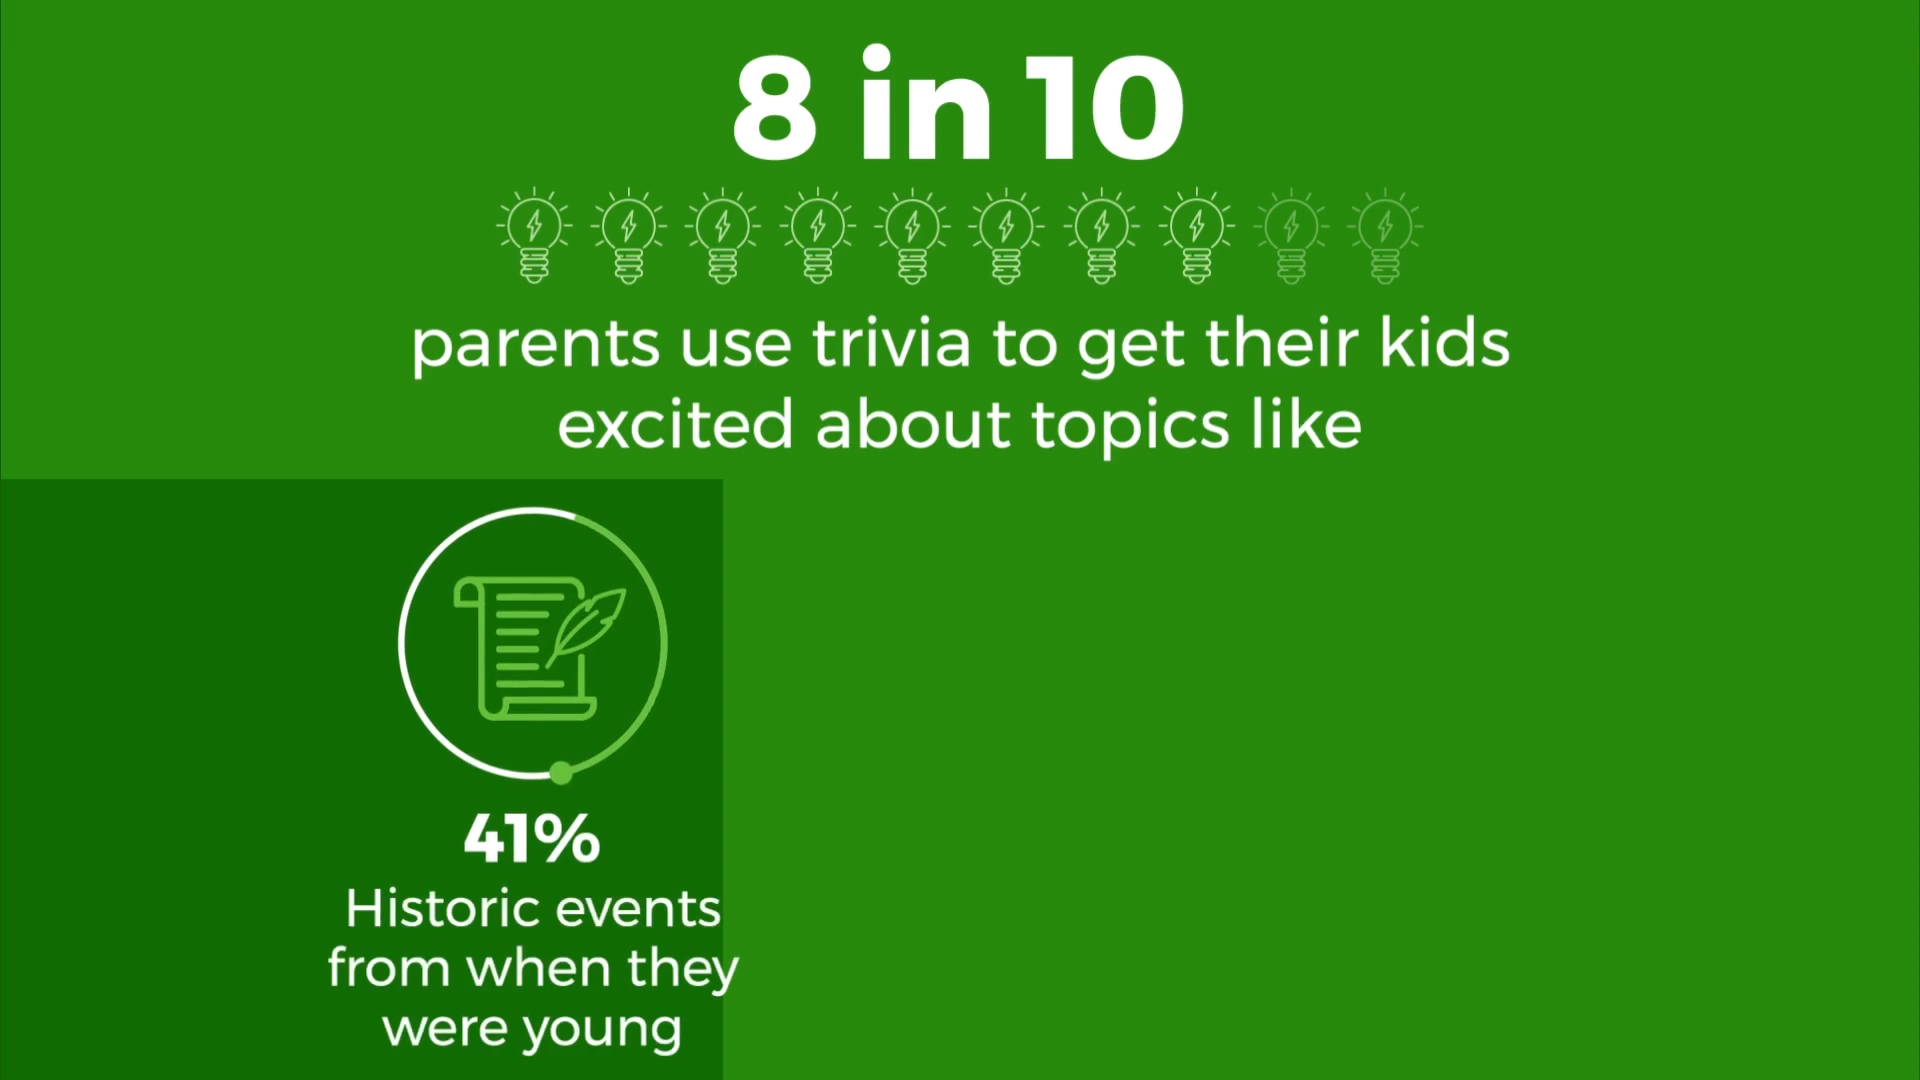 8 in 10
parents use trivia to get their kids
excited about topics like
41%
Historic events
from when they
were young